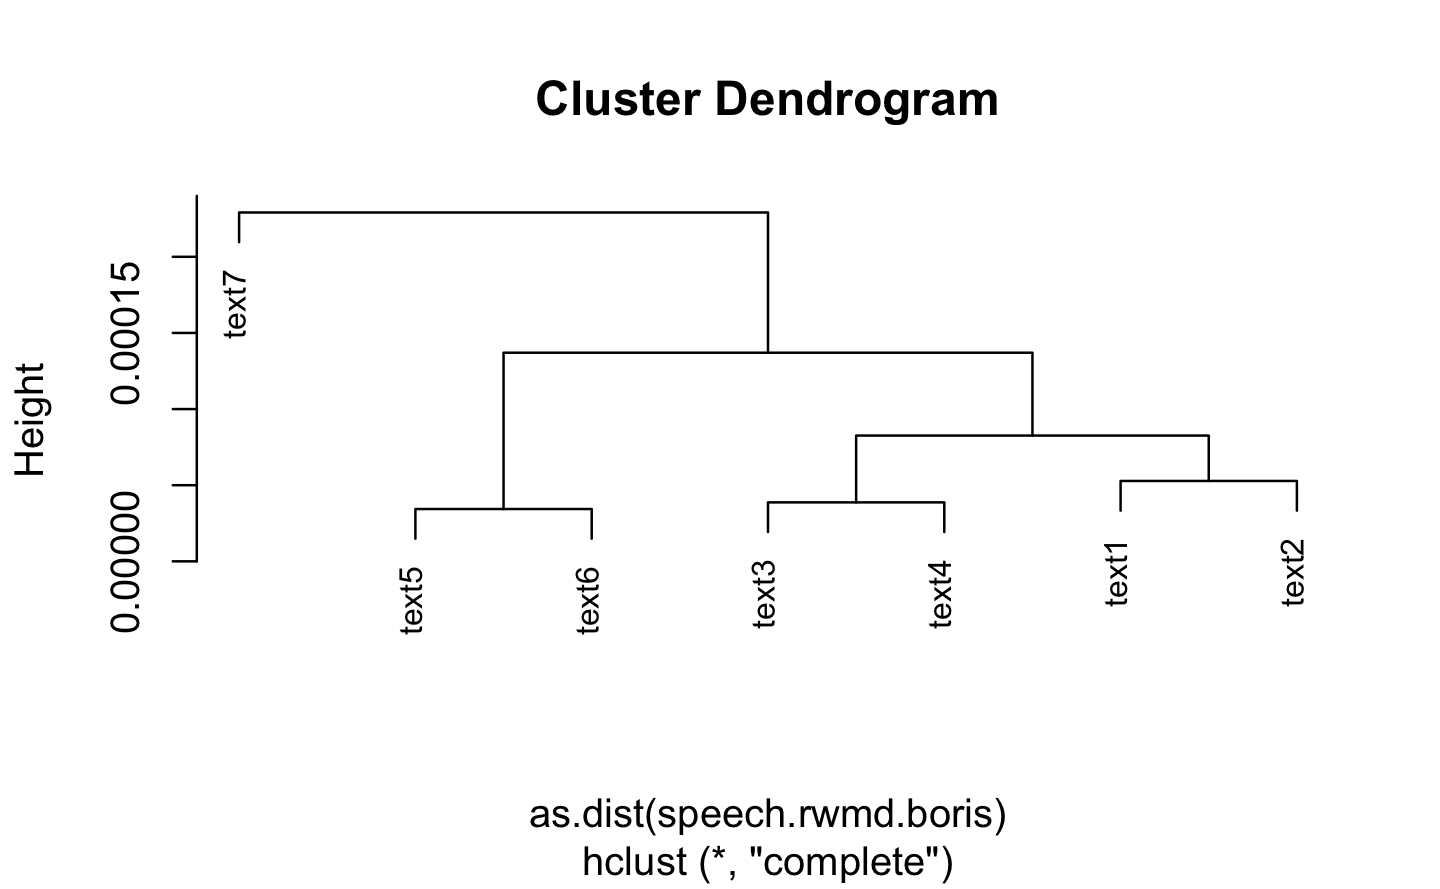 Cluster Dendrogram
Height
0.00015
0.00000
text7
text5
text6
text3
text4
text1
text2
as.dist(speech.rwmd.boris)
hclust (*, "complete")